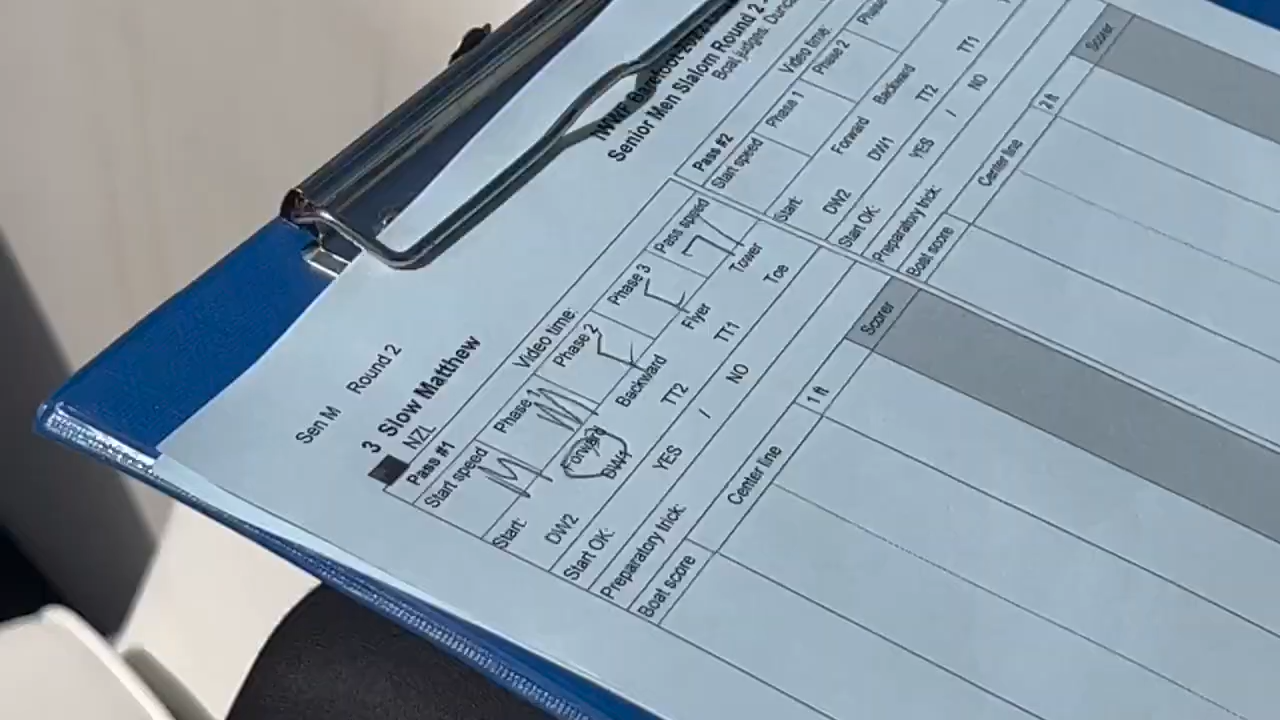 Senior Men Slalom Round 2 -
Boat judges:
Sen M Round 2
3 Slow Matthew
NZL
Pass #1 Video time:
Start speed Phase 1 Phase 2 Phase 3 Pass speed
Start: Forward Backward Flyer Tower
DW2 DW1 TT2 TT1 Toe
Start OK: YES / NO
Preparatory trick:
Boat score Center line 1 ft Scorer
Pass #2 Video time:
Start speed Phase 1 Phase 2
Start: Forward Backward
DW2 DW1 TT2 TT1
Start OK: YES / NO
Preparatory trick:
Boat score Center line 2 ft Scorer